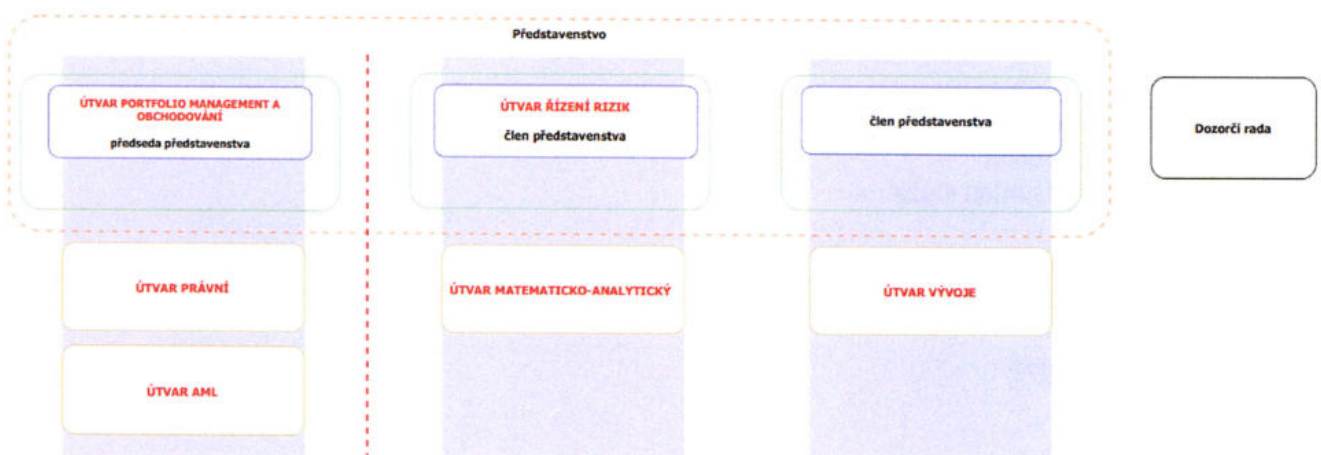 Představenstvo
ÚTVAR PORTFOLIO MANAGEMENT A
OBCHODOVÁNÍ
předseda představenstva
ÚTVAR ŘÍZENÍ RIZIK
člen představenstva
člen představenstva
Dozorčí rada
ÚTVAR PRÁVNÍ
ÚTVAR MATEMATICKO-ANALYTICKÝ
ÚTVAR VÝVOJE
ÚTVAR AML